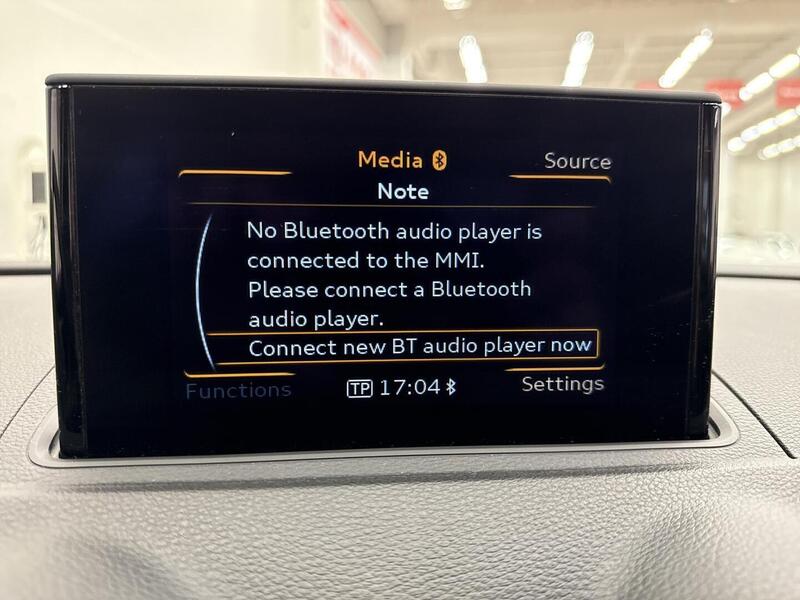 Media
Source
Note
No Bluetooth audio player is
connected to the MMI.
Please connect a Bluetooth
audio player.
Connect new BT audio player now
Functions
TP 17:04
Settings